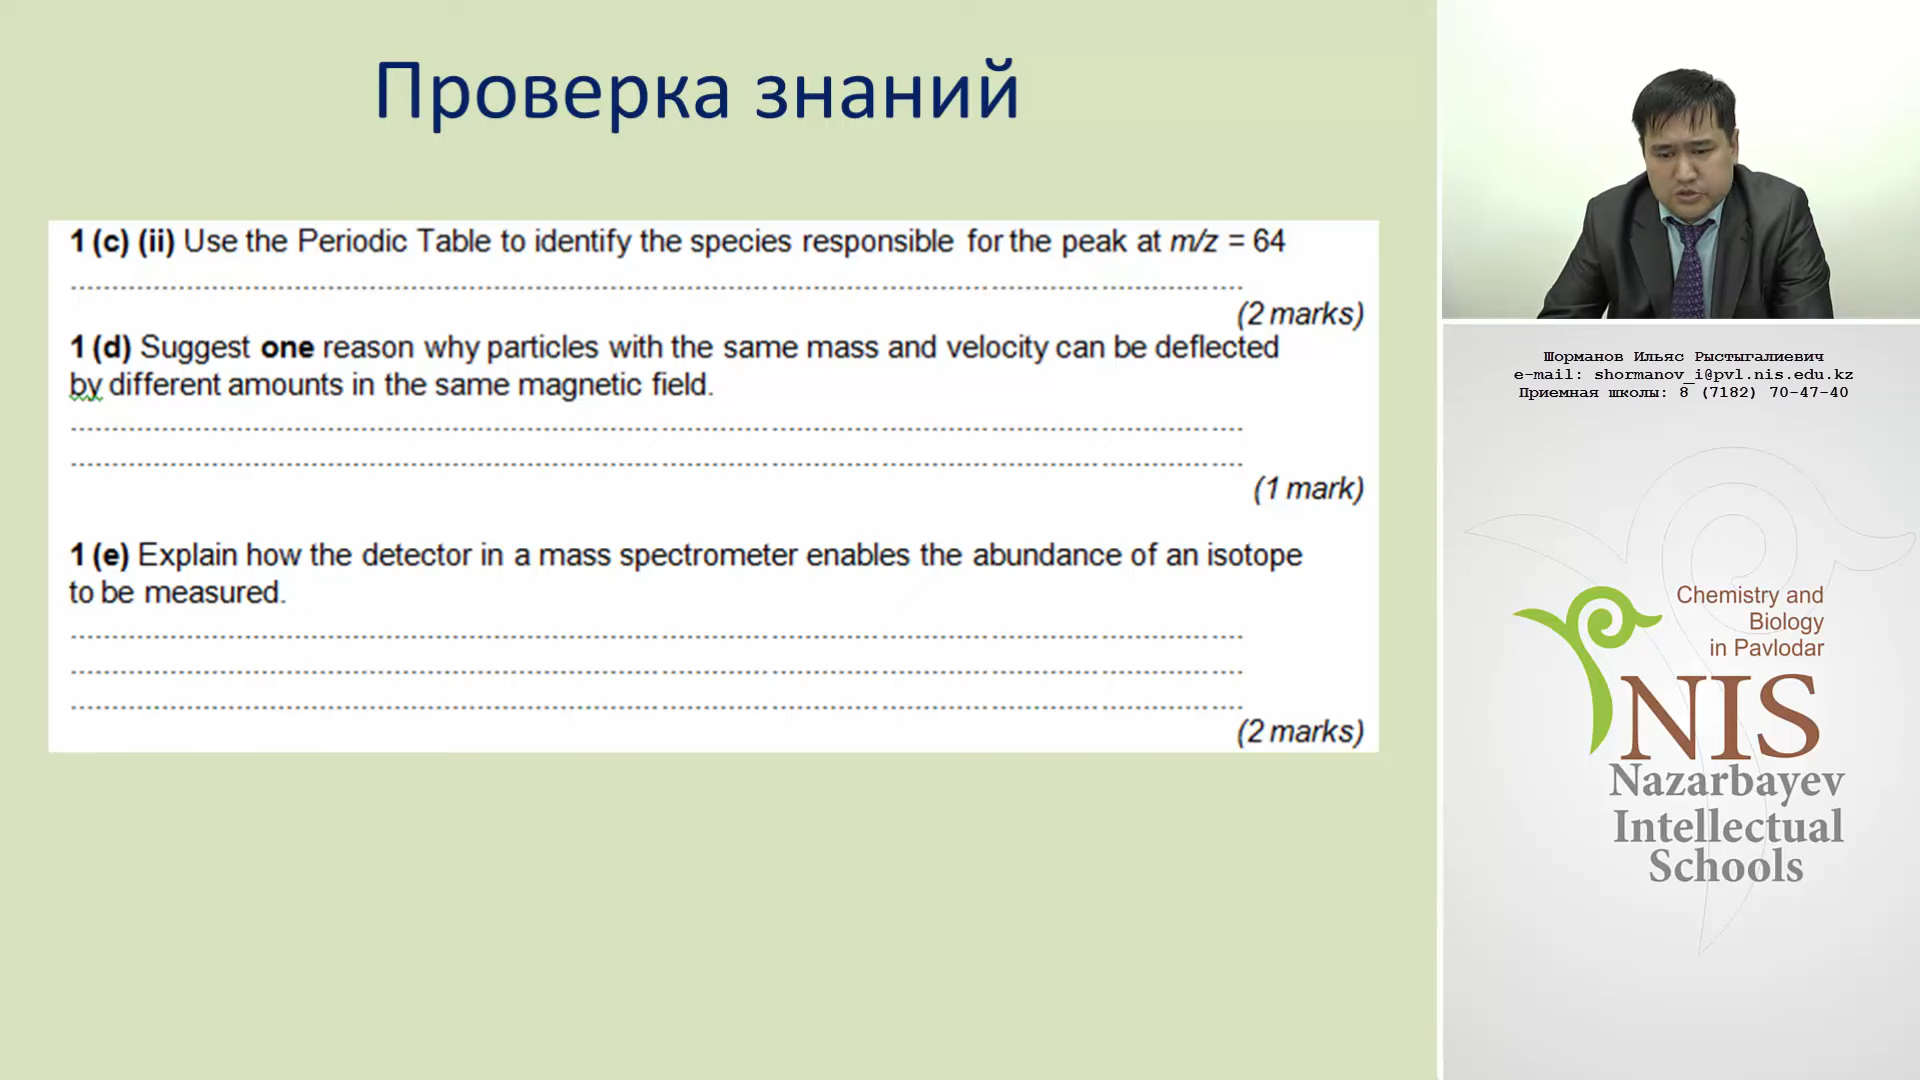 Проверка знаний
1 (c) (ii) Use the Periodic Table to identify the species responsible for the peak at m/z = 64
(2 marks)
1 (d) Suggest one reason why particles with the same mass and velocity can be deflected
by different amounts in the same magnetic field.
(1 mark)
1 (e) Explain how the detector in a mass spectrometer enables the abundance of an isotope
to be measured.
(2 marks)
Шорманов Ильяс Рыстыгалиевич
e-mail: shormanov_i@pvl.nis.edu.kz
Приемная школы: 8 (7182) 70-47-40
Chemistry and
Biology
in Pavlodar
NIS
Nazarbayev
Intellectual
Schools